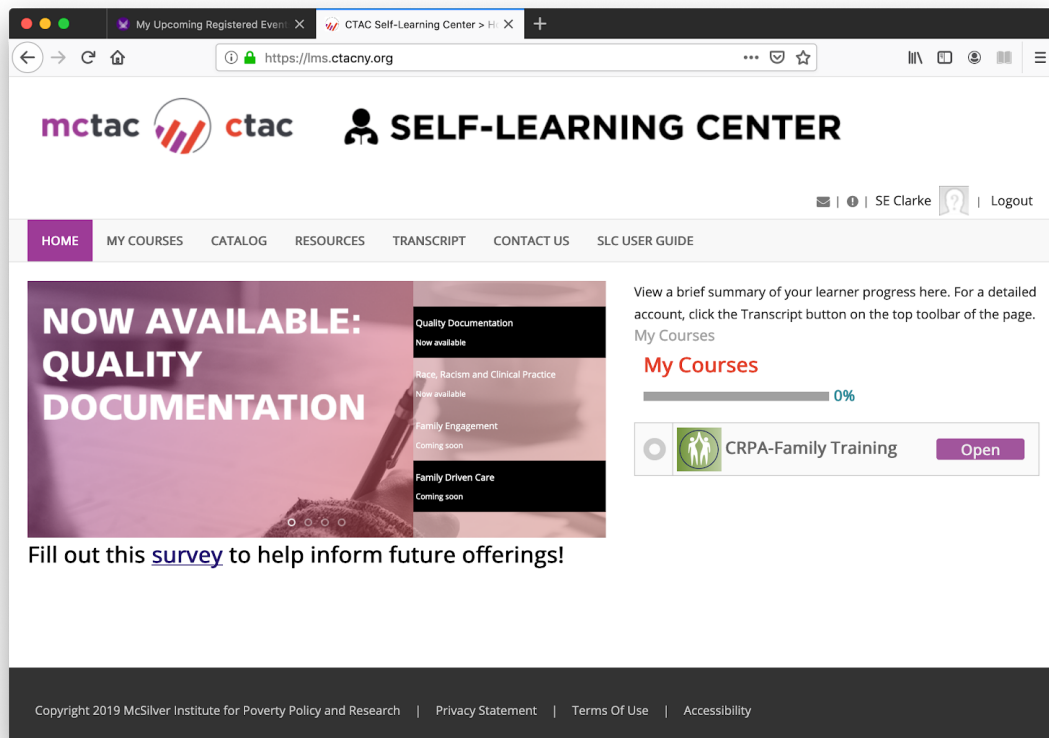 My Upcoming Registered Event
CTAC Self-Learning Center > H
https://lms.ctacny.org
mctac ctac SELF-LEARNING CENTER
| | SE Clarke | Logout
HOME MY COURSES CATALOG RESOURCES TRANSCRIPT CONTACT US SLC USER GUIDE
NOW AVAILABLE:
QUALITY
DOCUMENTATION
Quality Documentation
Now available
Race, Racism and Clinical Practice
Now available
Family Engagement
Coming soon
Family Driven Care
Coming soon
Fill out this survey to help inform future offerings!
View a brief summary of your learner progress here. For a detailed
account, click the Transcript button on the top toolbar of the page.
My Courses
My Courses
0%
CRPA-Family Training Open
Copyright 2019 McSilver Institute for Poverty Policy and Research | Privacy Statement | Terms Of Use | Accessibility